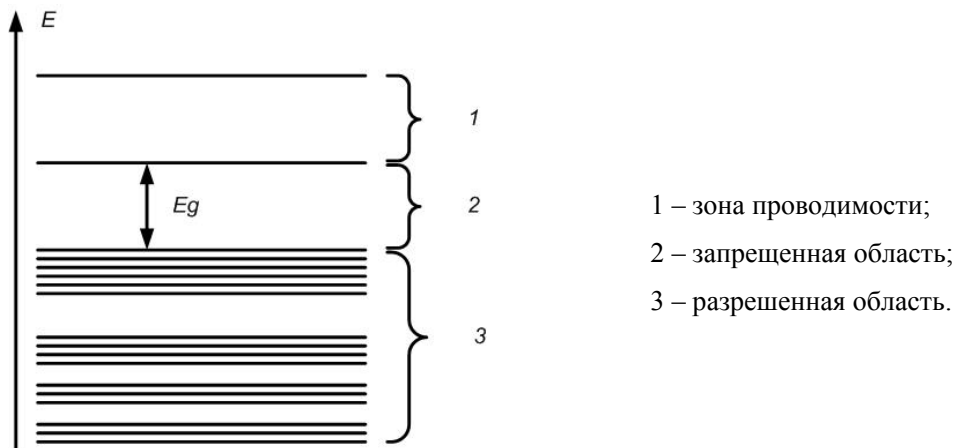 E
1
Eg
2
3
1 – зона проводимости;
2 – запрещенная область;
3 – разрешенная область.